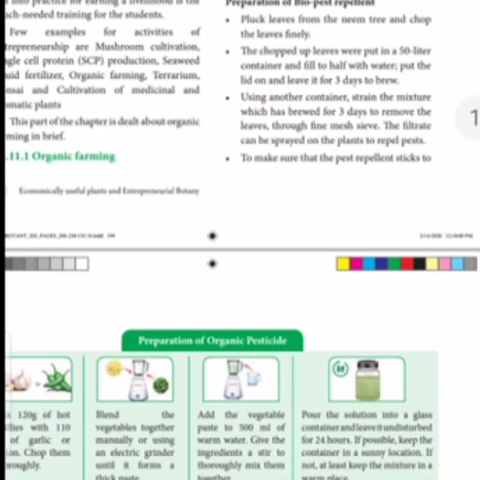 into practice for earning a livelihood is the
much-needed training for the students.
Few examples for activities of
trepreneurship are Mushroom cultivation,
gle cell protein (SCP) production, Seaweed
uid fertilizer, Organic farming, Terrarium,
nsai and Cultivation of medicinal and
omatic plants
This part of the chapter is dealt about organic
ming in brief.
.11.1 Organic farming
Economically useful plants and Entrepreneurial Botany
Preparation of Bio-pest repellent
• Pluck leaves from the neem tree and chop
the leaves finely.
• The chopped up leaves were put in a 50-liter
container and fill to half with water; put the
lid on and leave it for 3 days to brew.
• Using another container, strain the mixture
which has brewed for 3 days to remove the
leaves, through fine mesh sieve. The filtrate
can be sprayed on the plants to repel pests.
• To make sure that the pest repellent sticks to
1
Preparation of Organic Pesticide
x 120g of hot
llies with 110
of garlic or
ion. Chop them
oroughly.
Blend the
vegetables together
manually or using
an electric grinder
until it forms a
thick paste
Add the vegetable
paste to 500 ml of
warm water. Give the
ingredients a stir to
thoroughly mix them
together
Pour the solution into a glass
container and leave it undisturbed
for 24 hours. If possible, keep the
container in a sunny location. If
not, at least keep the mixture in a
warm place